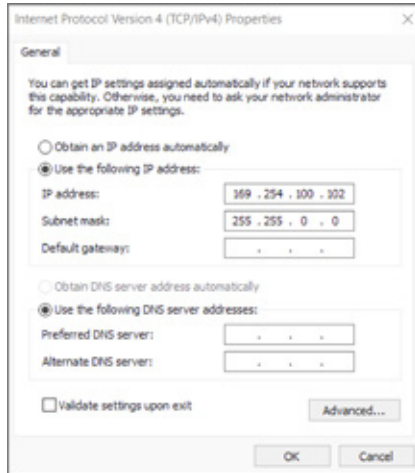 Internet Protocol Version 4 (TCP/IPv4) Properties
General
You can get IP settings assigned automatically if your network supports
this capability. Otherwise, you need to ask your network administrator
for the appropriate IP settings.
Obtain an IP address automatically
Use the following IP address:
IP address: 169 . 254 . 100 . 102
Subnet mask: 255 . 255 . 0 . 0
Default gateway: . . .
Obtain DNS server address automatically
Use the following DNS server addresses:
Preferred DNS server: . . .
Alternate DNS server: . . .
Validate settings upon exit
Advanced...
OK Cancel